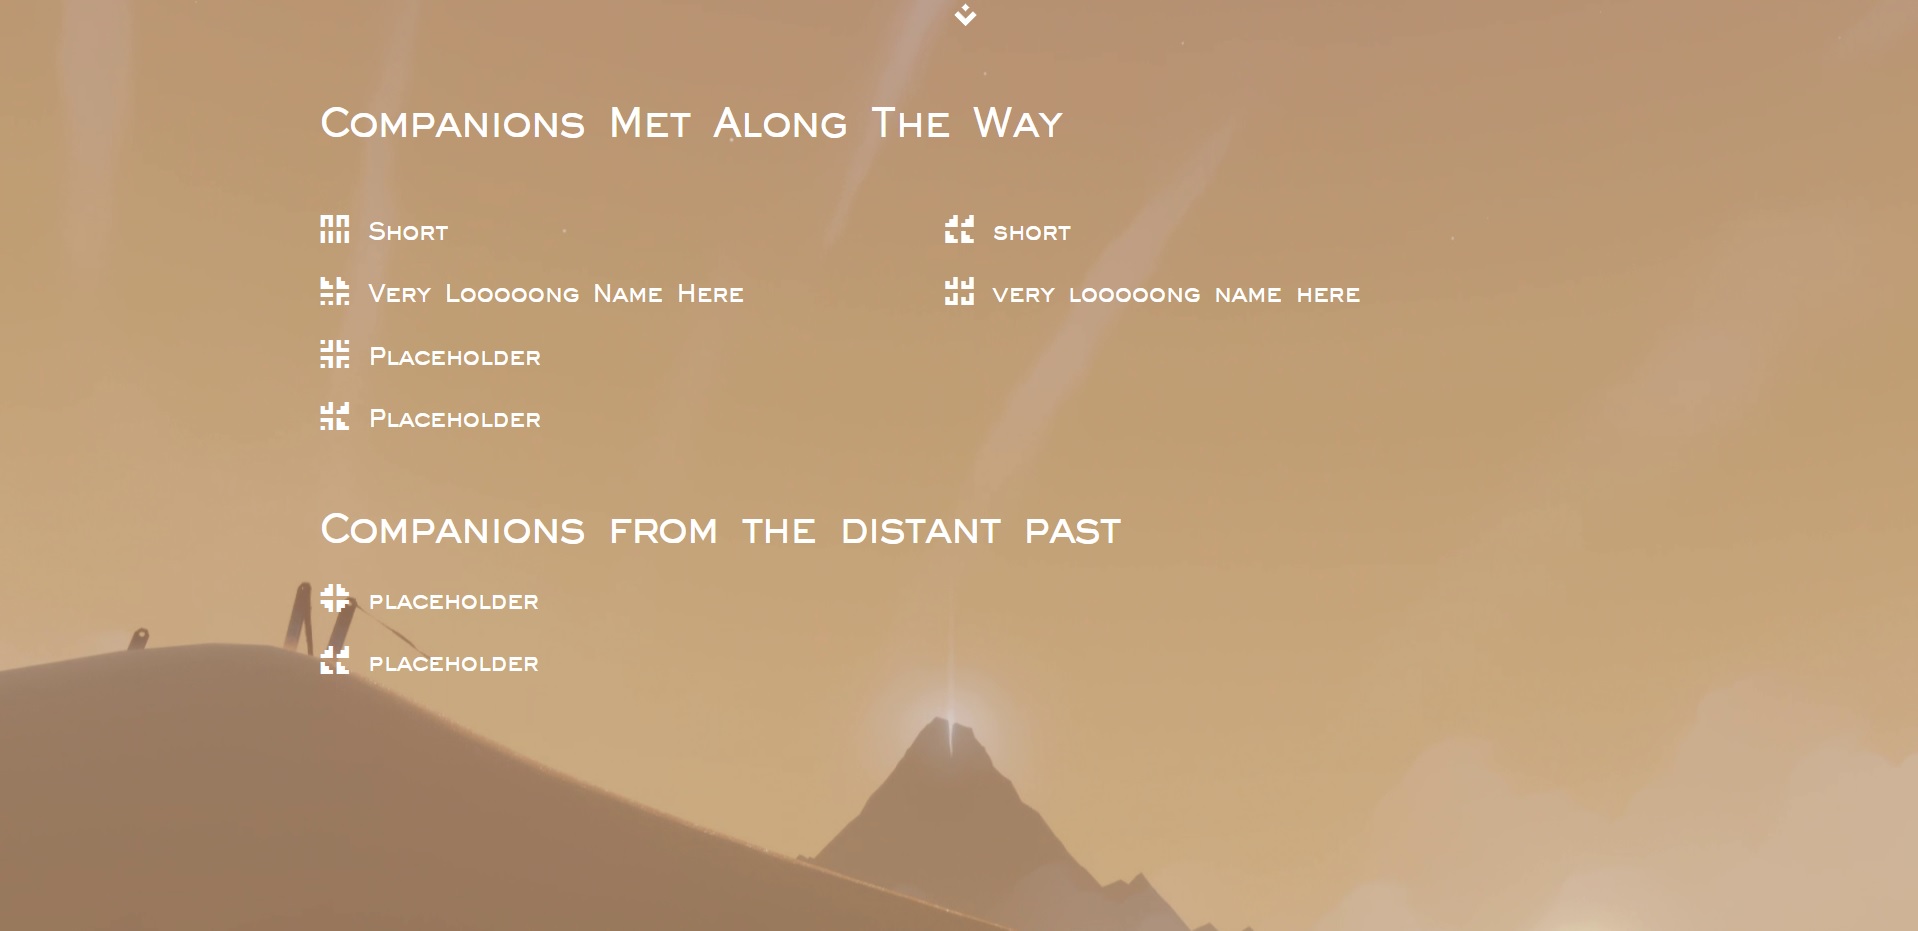 Companions Met Along The Way
Short
short
Very Looooong Name Here
very looooong name here
Placeholder
Placeholder
Companions from the distant past
placeholder
placeholder